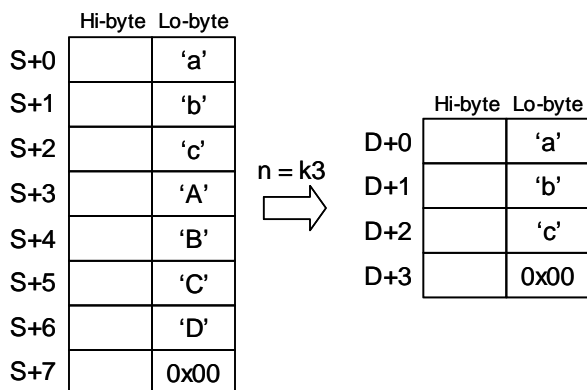 Hi-byte Lo-byte
S+0 ‘a’
S+1 ‘b’
S+2 ‘c’
S+3 ‘A’
S+4 ‘B’
S+5 ‘C’
S+6 ‘D’
S+7 0x00
n = k3
Hi-byte Lo-byte
D+0 ‘a’
D+1 ‘b’
D+2 ‘c’
D+3 0x00